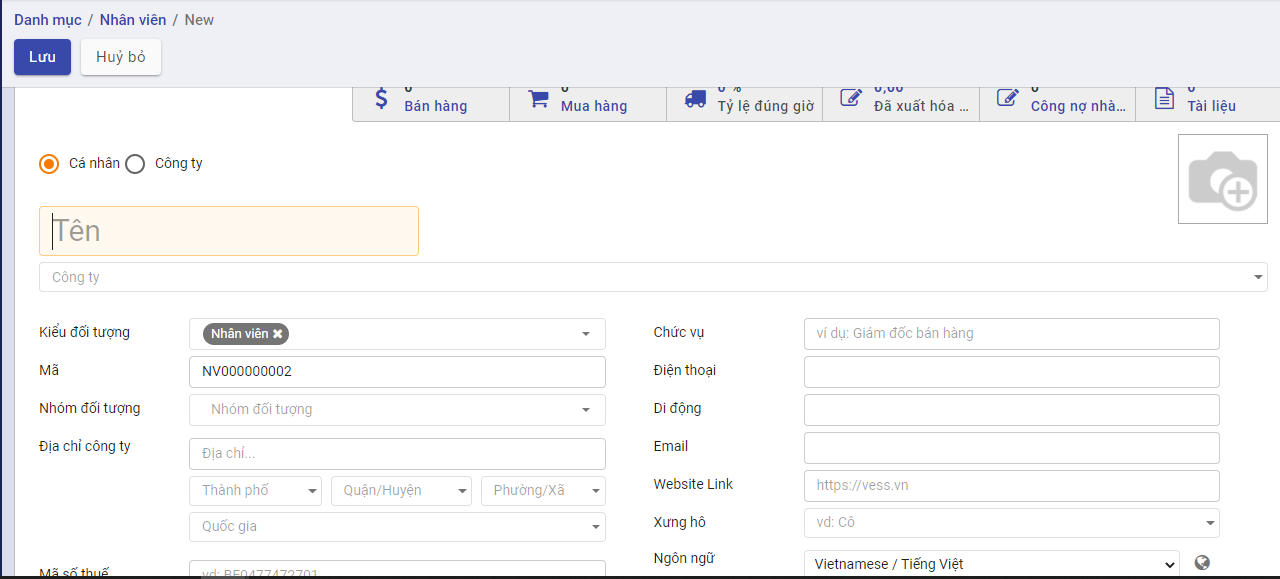 Danh mục / Nhân viên / New
Lưu Huỷ bỏ
0 0 0 % 0,00 0 0
Bán hàng Mua hàng Tỷ lệ đúng giờ Đã xuất hóa ... Công nợ nhà... Tài liệu
Cá nhân Công ty
Tên
Công ty
Kiểu đối tượng Nhân viên Chức vụ ví dụ: Giám đốc bán hàng
Mã NV000000002 Điện thoại
Nhóm đối tượng Nhóm đối tượng Di động
Địa chỉ công ty Địa chỉ... Email
Thành phố Quận/Huyện Phường/Xã Website Link https://vess.vn
Quốc gia Xưng hô vd: Cô
Mã số thuế vd: BE0477472701 Ngôn ngữ Vietnamese / Tiếng Việt